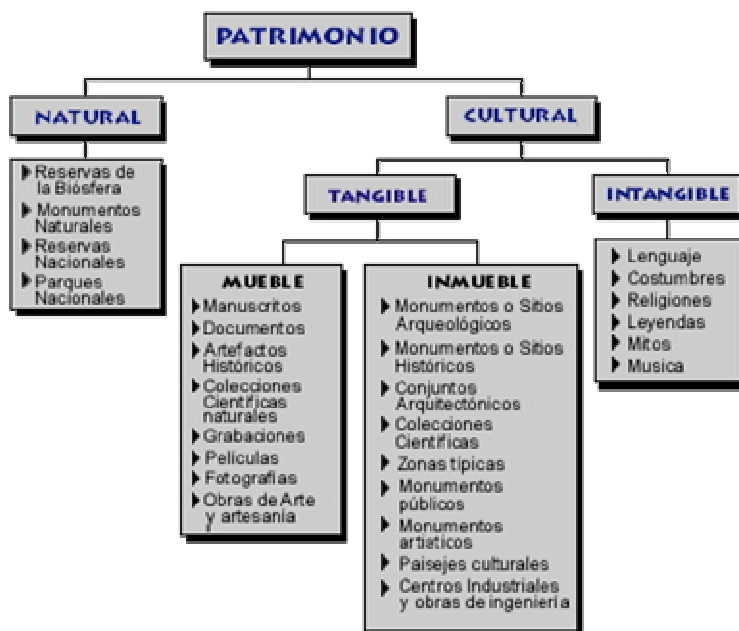 PATRIMONIO
NATURAL
Reservas de
la Biósfera
Monumentos
Naturales
Reservas
Nacionales
Parques
Nacionales
CULTURAL
TANGIBLE
MUEBLE
Manuscritos
Documentos
Artefactos
Históricos
Colecciones
Científicas
naturales
Grabaciones
Películas
Fotografías
Obras de Arte
y artesanía
INMUEBLE
Monumentos o Sitios
Arqueológicos
Monumentos o Sitios
Históricos
Conjuntos
Arquitectónicos
Colecciones
Científicas
Zonas típicas
Monumentos
públicos
Monumentos
artiaticos
Paisejes culturales
Centros Industriales
y obras de ingeniería
INTANGIBLE
Lenguaje
Costumbres
Religiones
Leyendas
Mitos
Musica